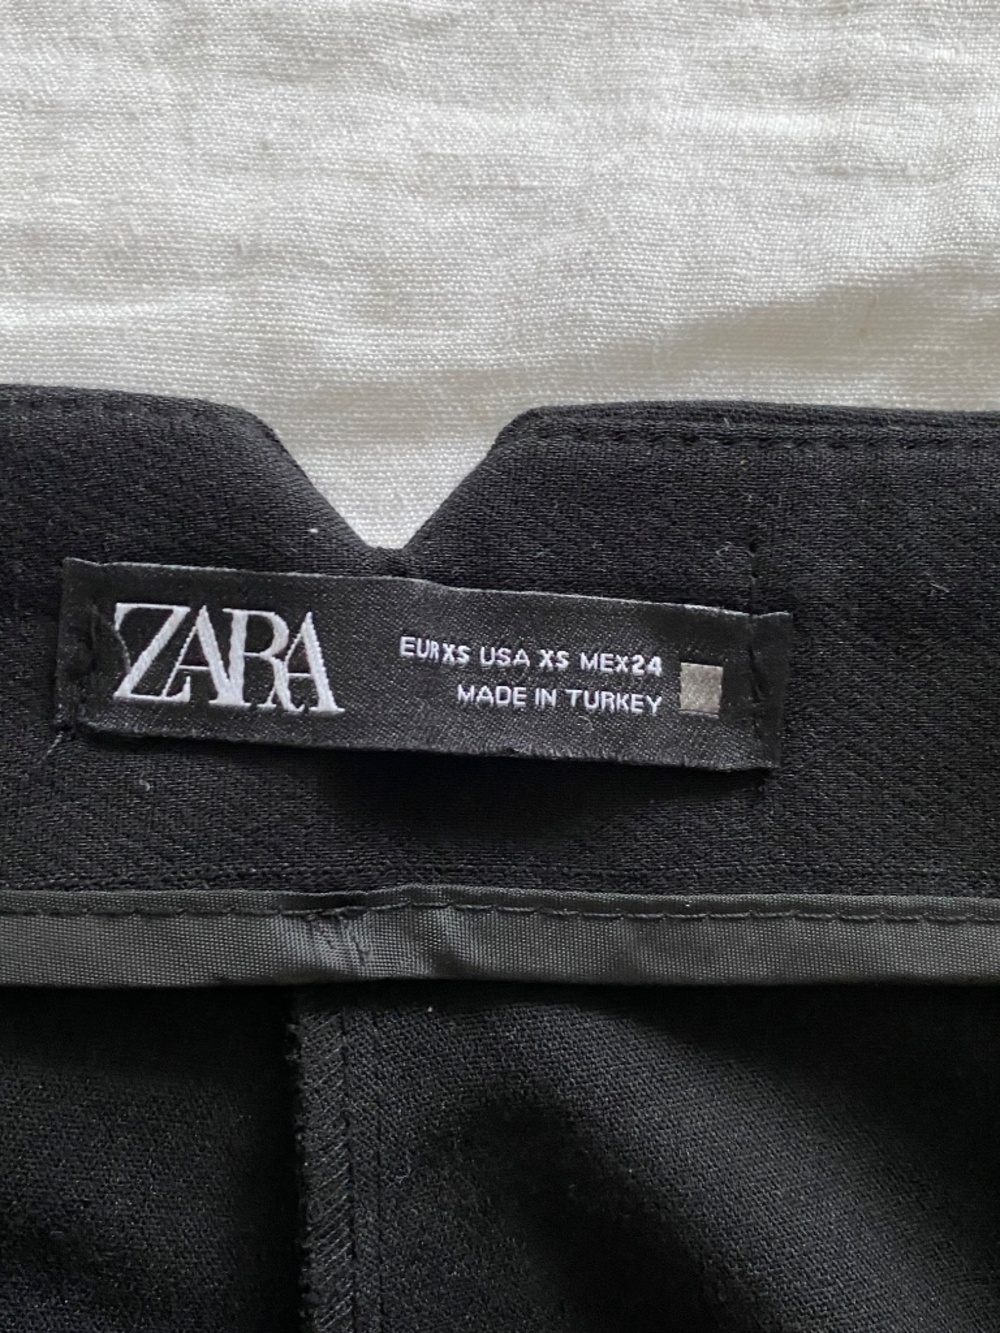 ZARA
EUR XS USA XS MEX 24
MADE IN TURKEY